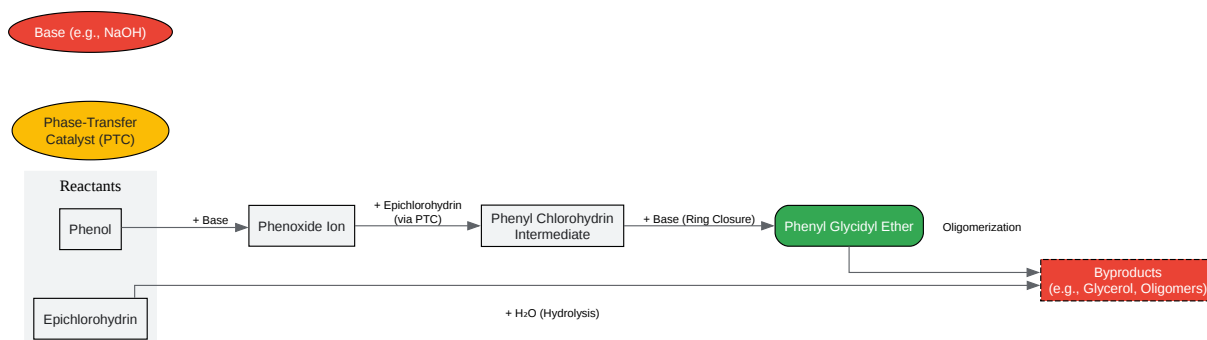 Base (e.g., NaOH)
Phase-Transfer
Catalyst (PTC)
Reactants
Phenol
+ Base
Phenoxide Ion
+ Epichlorohydrin
(via PTC)
Phenyl Chlorohydrin
Intermediate
+ Base (Ring Closure)
Phenyl Glycidyl Ether
Oligomerization
Byproducts
(e.g., Glycerol, Oligomers)
Epichlorohydrin
+ H₂O (Hydrolysis)